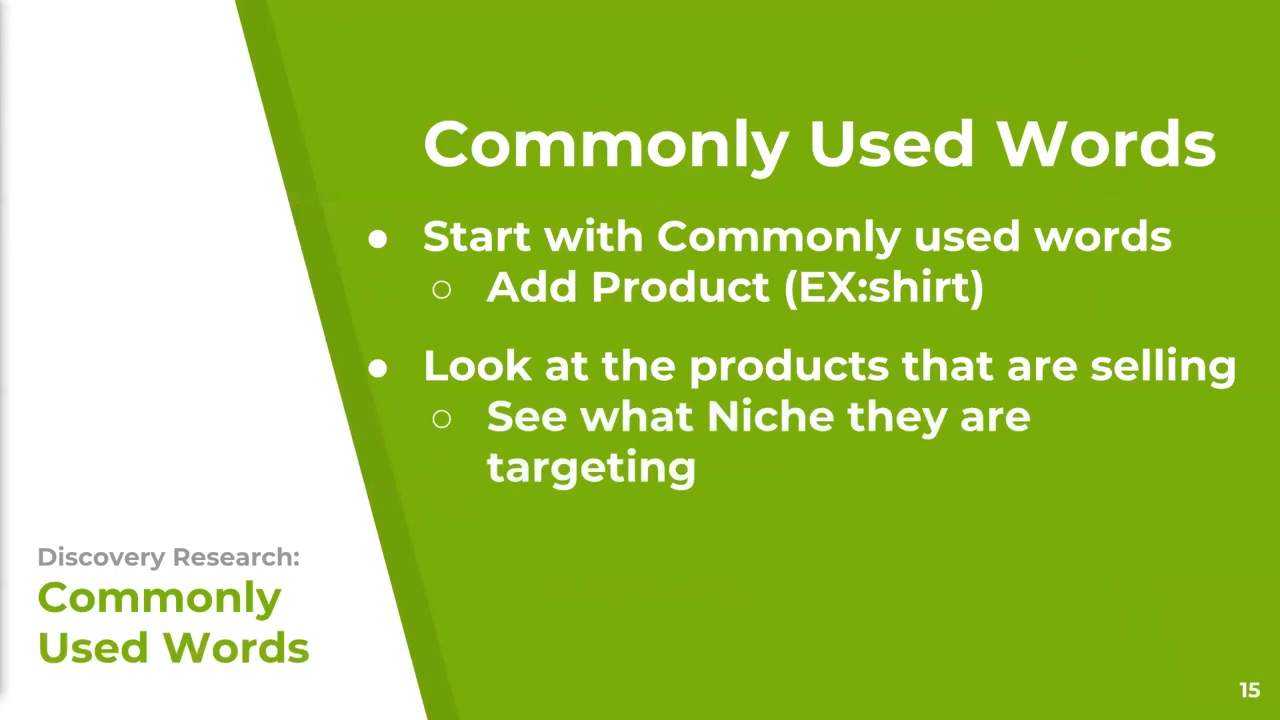 Commonly Used Words
● Start with Commonly used words
○ Add Product (EX:shirt)
● Look at the products that are selling
○ See what Niche they are
targeting
Discovery Research:
Commonly
Used Words
15